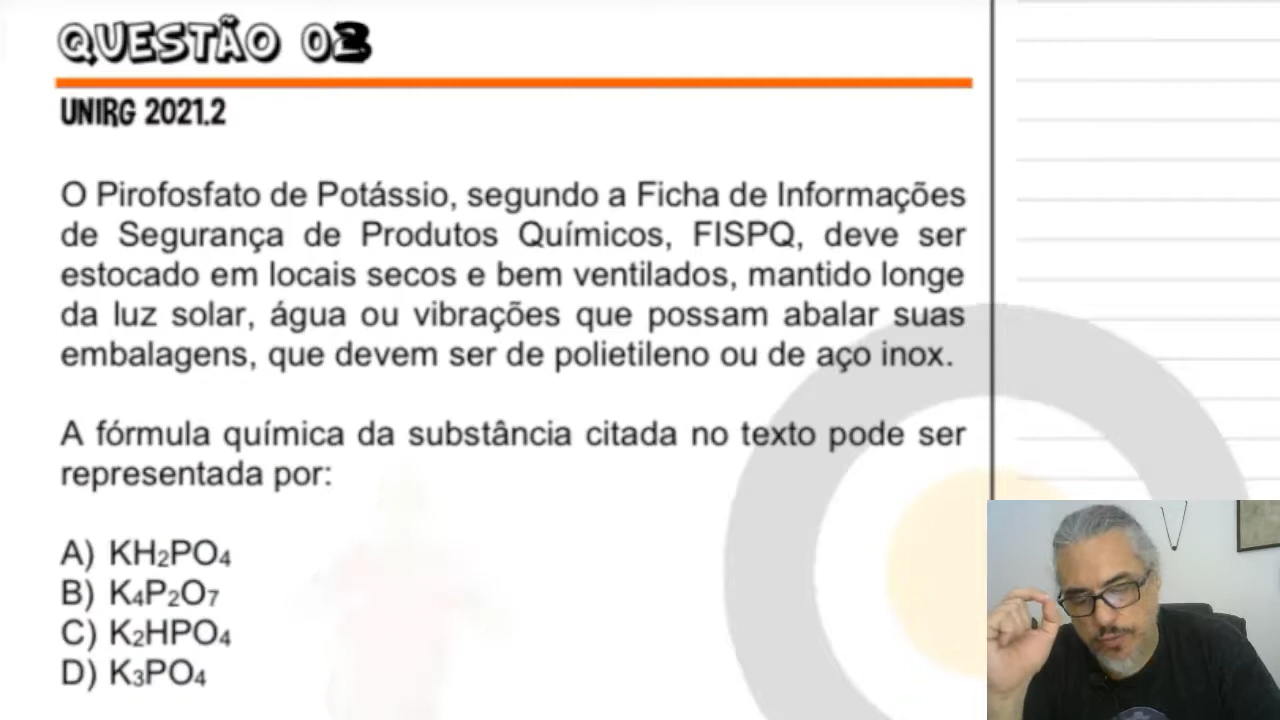 QUESTÃO 03
UNIRG 2021.2
O Pirofosfato de Potássio, segundo a Ficha de Informações
de Segurança de Produtos Químicos, FISPQ, deve ser
estocado em locais secos e bem ventilados, mantido longe
da luz solar, água ou vibrações que possam abalar suas
embalagens, que devem ser de polietileno ou de aço inox.
A fórmula química da substância citada no texto pode ser
representada por:
A) KH₂PO₄
B) K₄P₂O₇
C) K₂HPO₄
D) K₃PO₄